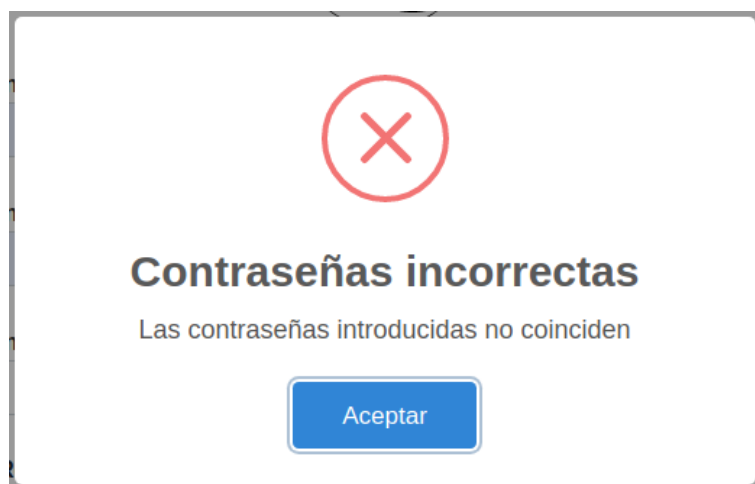 Contraseñas incorrectas
Las contraseñas introducidas no coinciden
Aceptar